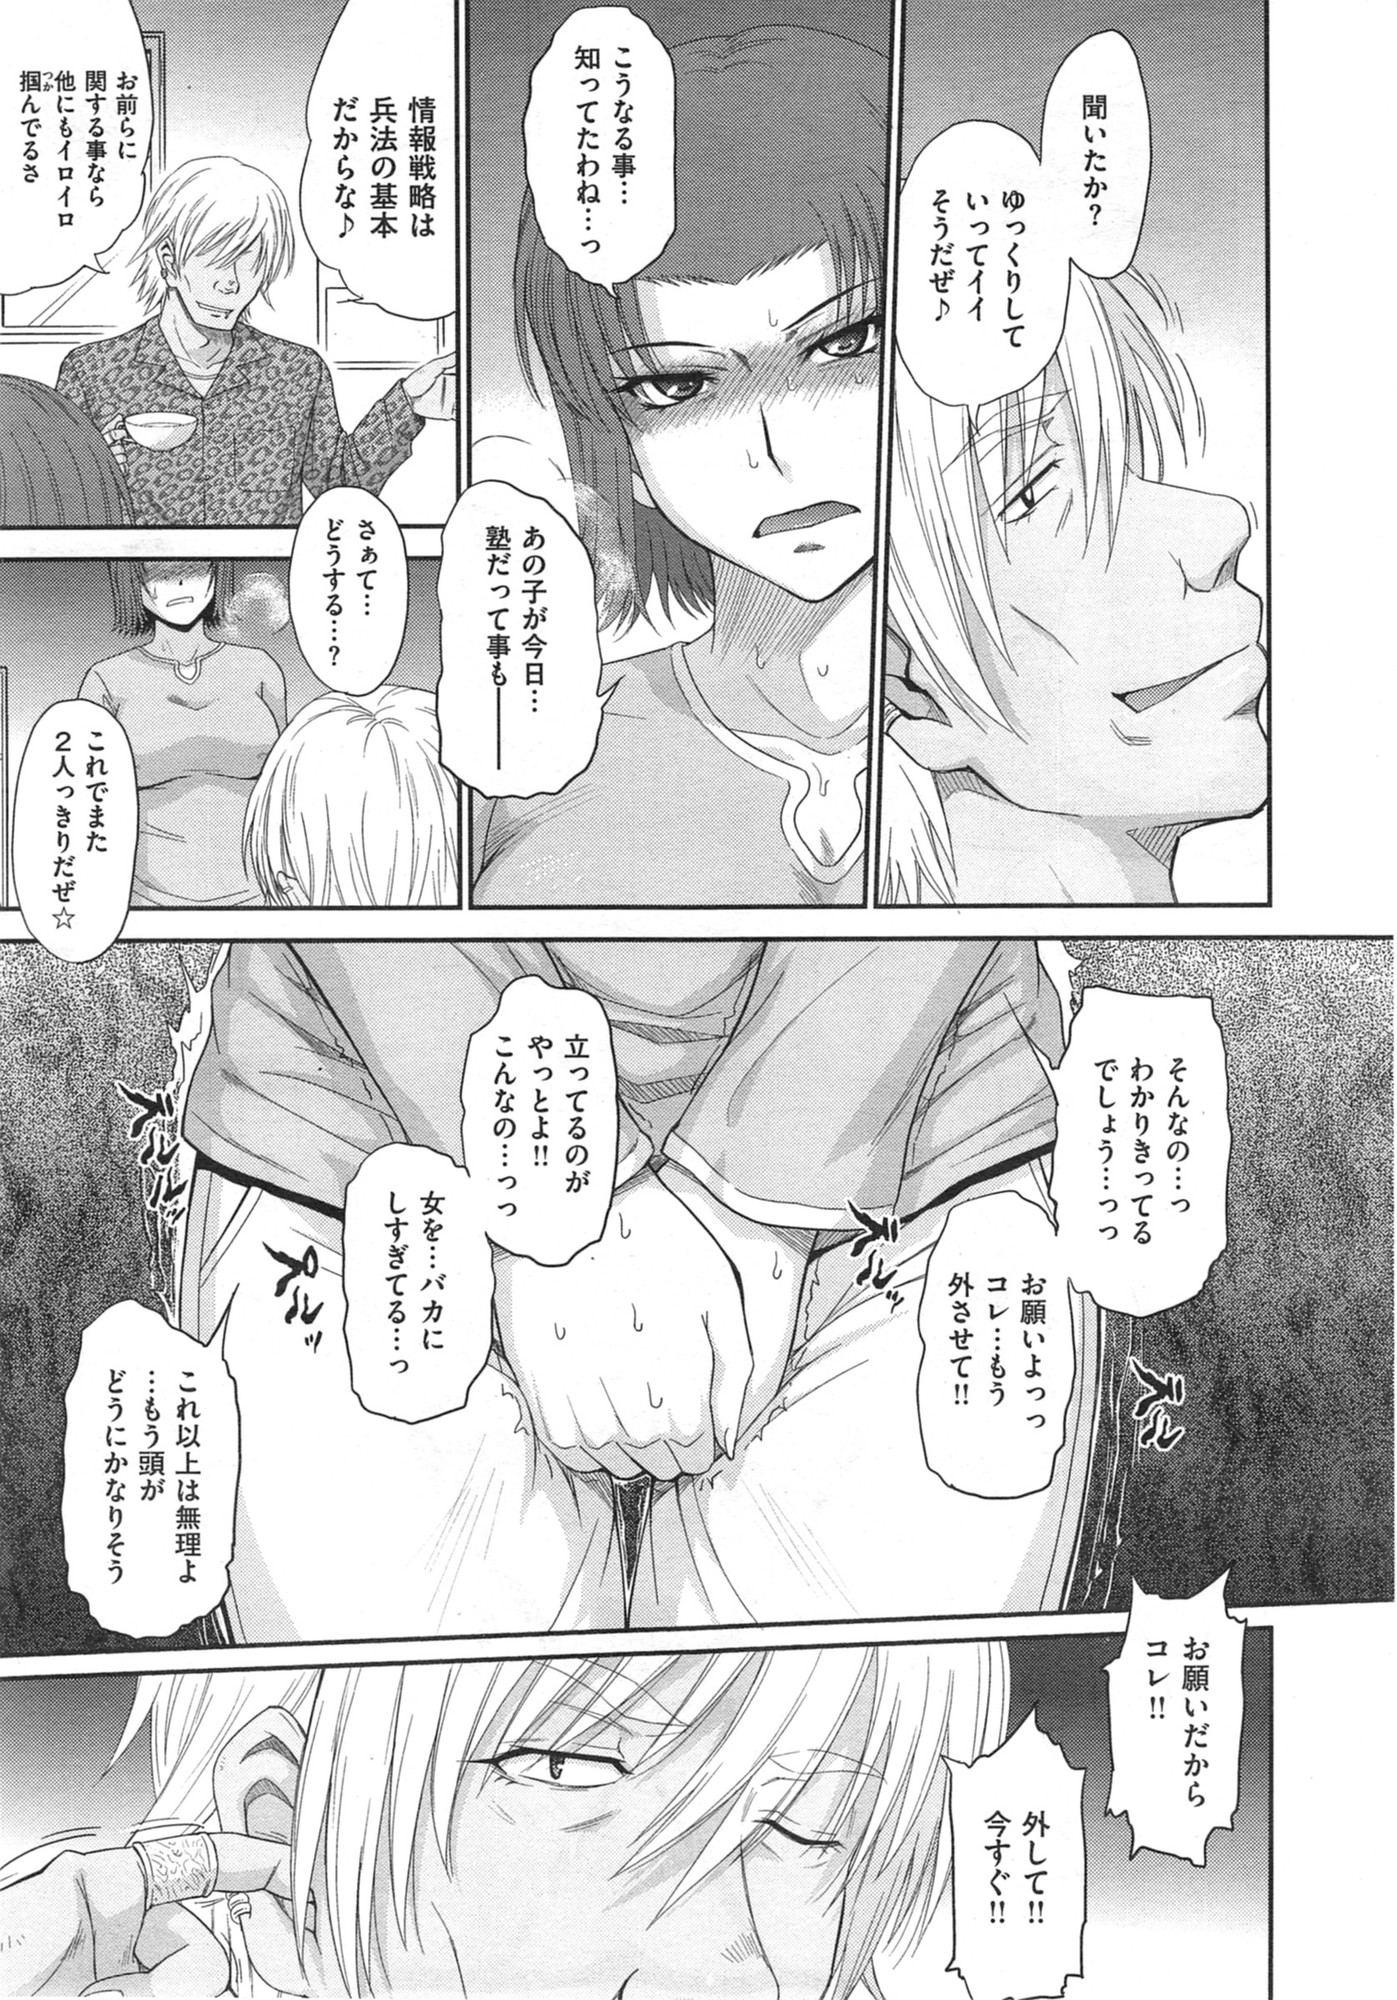 聞いたか？
ゆっくりして
いってイイ
そうだぜ♪
こうなる事…
知ってたわね…っ
あの子が今日…
塾だって事も――
情報戦略は
兵法の基本
だからな♪
お前らに
関する事なら
他にもイロイロ
掴んでるさ
つか
さぁて…
どうする…？
これでまた
2人っきりだぜ☆
そんなの…っ
わかりきってる
でしょう…っっ
お願いよっっ
コレ…もう
外させて!!
立ってるのが
やっとよ!!
こんなの…っっ
女を…バカに
しすぎてる…っ
これ以上は無理よ
…もう頭が
どうにかなりそう
お願いだから
コレ!!
外して!!
今すぐ!!